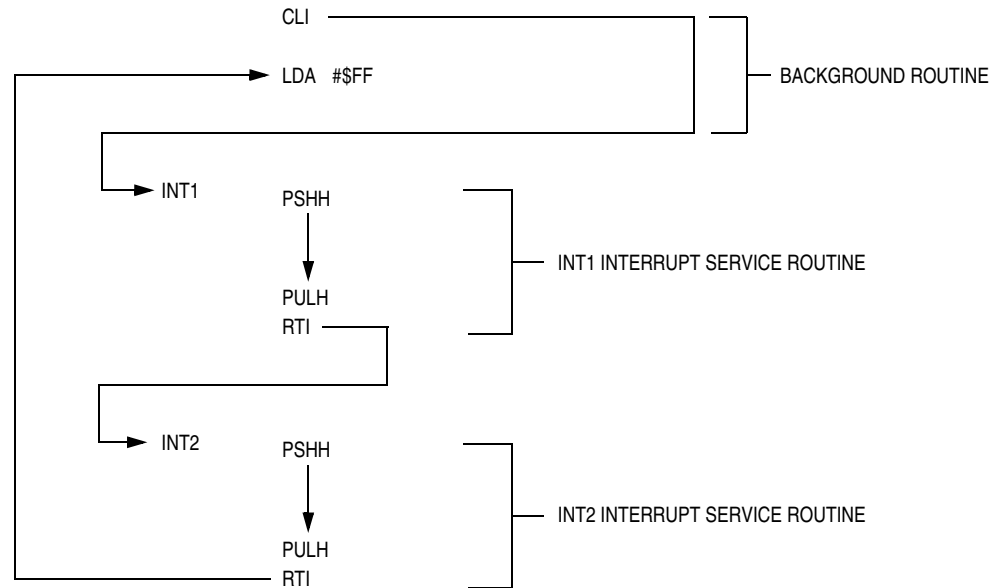 CLI
LDA #$FF
BACKGROUND ROUTINE
INT1
PSHH
INT1 INTERRUPT SERVICE ROUTINE
PULH
RTI
INT2
PSHH
INT2 INTERRUPT SERVICE ROUTINE
PULH
RTI